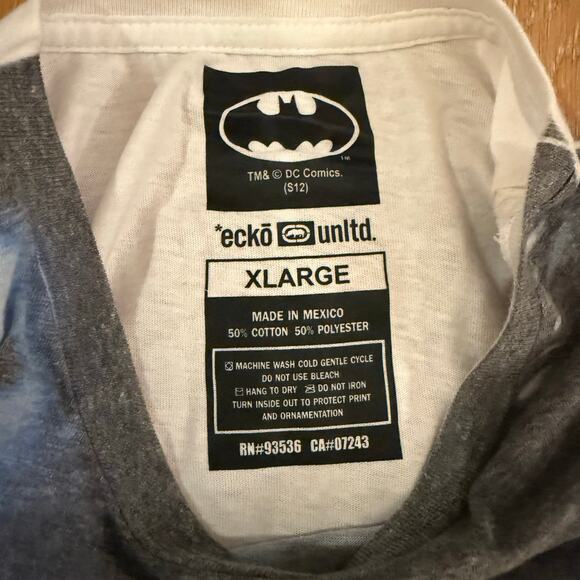 TM
TM& © DC Comics.
(S12)
*eckō unltd.
XLARGE
MADE IN MEXICO
50% COTTON 50% POLYESTER
MACHINE WASH COLD GENTLE CYCLE
DO NOT USE BLEACH
HANG TO DRY DO NOT IRON
TURN INSIDE OUT TO PROTECT PRINT
AND ORNAMENTATION
RN#93536 CA#07243